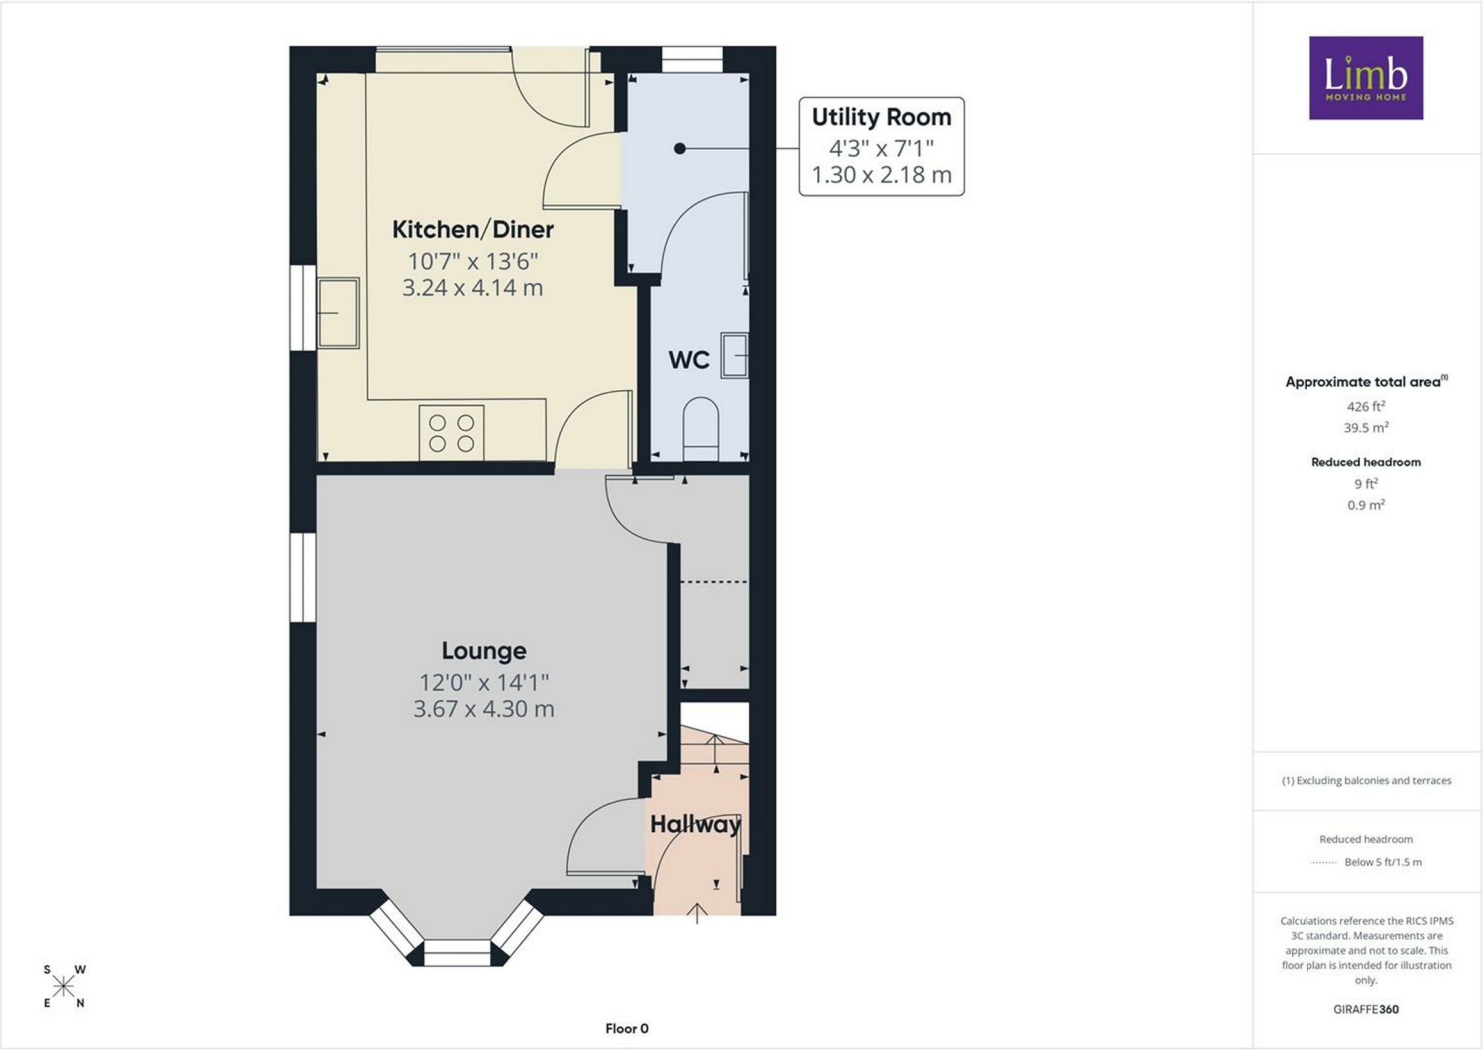 Utility Room
4'3" x 7'1"
1.30 x 2.18 m
Kitchen/Diner
10'7" x 13'6"
3.24 x 4.14 m
WC
Lounge
12'0" x 14'1"
3.67 x 4.30 m
Hallway
S W
E N
Floor 0
Limb
MOVING HOME
Approximate total area(1)
426 ft²
39.5 m²
Reduced headroom
9 ft²
0.9 m²
(1) Excluding balconies and terraces
Reduced headroom
Below 5 ft/1.5 m
Calculations reference the RICS IPMS
3C standard. Measurements are
approximate and not to scale. This
floor plan is intended for illustration
only.
GIRAFFE360